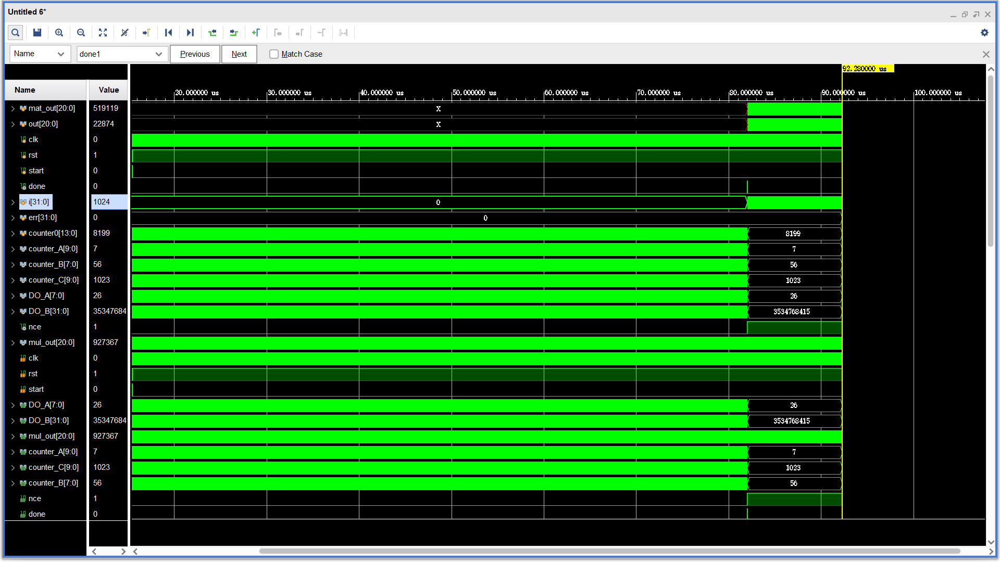 Untitled 6*
Name done1 Previous Next Match Case
92.280000 us
Name Value 20.000000 us 30.000000 us 40.000000 us 50.000000 us 60.000000 us 70.000000 us 80.000000 us 90.000000 us 100.000000 us
mat_out[20:0] 519119 X
out[20:0] 22874 X
clk 0
rst 1
start 0
done 0
i[31:0] 1024 0
err[31:0] 0 0
counter0[13:0] 8199 8199
counter_A[9:0] 7 7
counter_B[7:0] 56 56
counter_C[9:0] 1023 1023
DO_A[7:0] 26 26
DO_B[31:0] 35347684 3534768415
nce 1
mul_out[20:0] 927367
clk 0
rst 1
start 0
DO_A[7:0] 26 26
DO_B[31:0] 35347684 3534768415
mul_out[20:0] 927367
counter_A[9:0] 7 7
counter_C[9:0] 1023 1023
counter_B[7:0] 56 56
nce 1
done 0